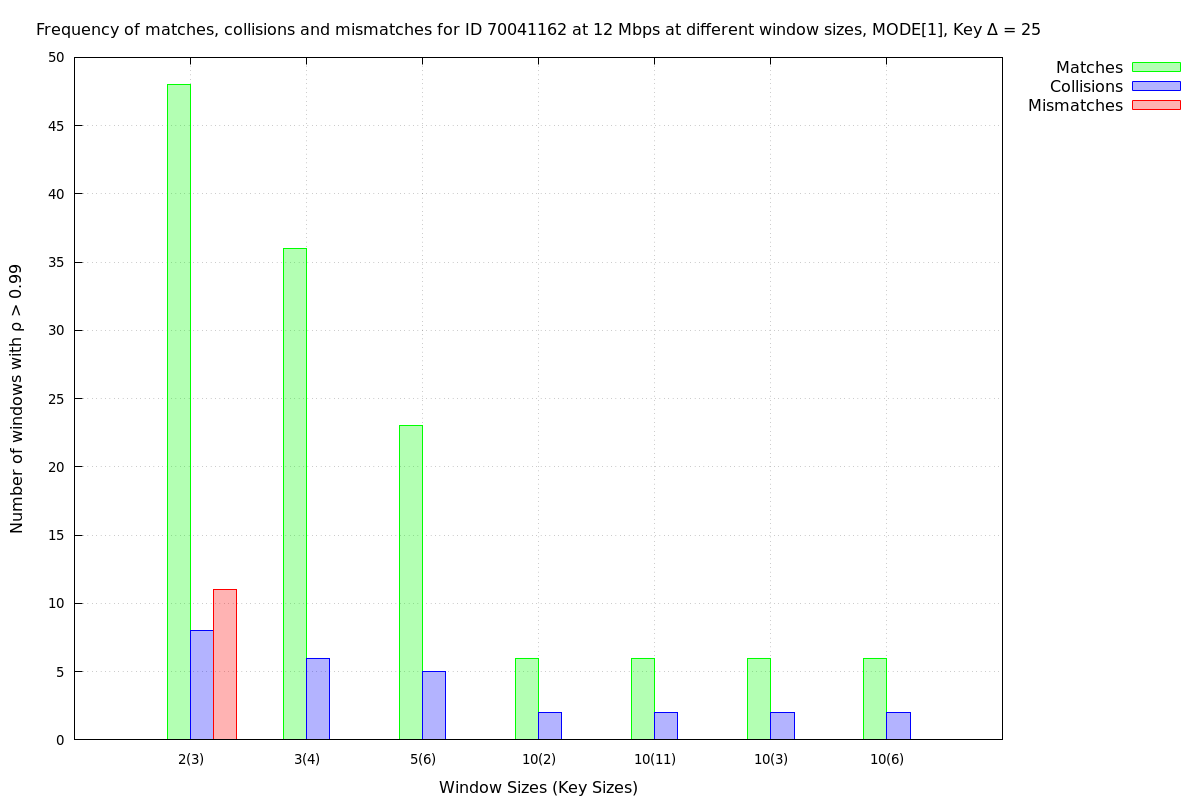 Frequency of matches, collisions and mismatches for ID 70041162 at 12 Mbps at different window sizes, MODE[1], Key Δ = 25
Matches
Collisions
Mismatches
Number of windows with ρ > 0.99
50
45
40
35
30
25
20
15
10
5
0
2(3) 3(4) 5(6) 10(2) 10(11) 10(3) 10(6)
Window Sizes (Key Sizes)